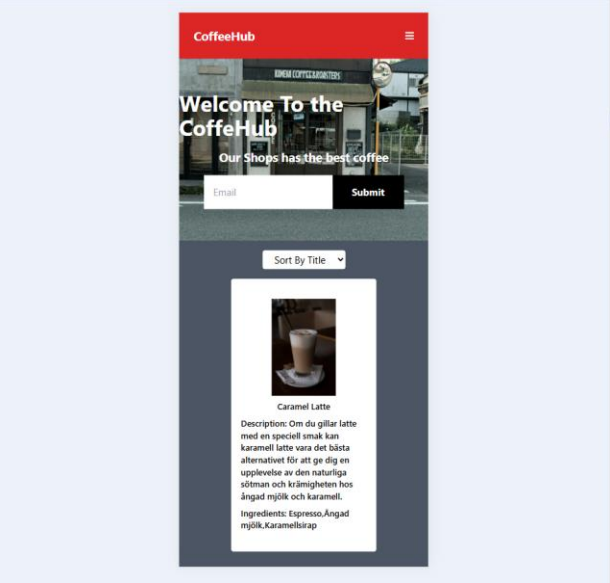 CoffeeHub
Welcome To the
CoffeHub
Our Shops has the best coffee
Email
Submit
Sort By Title
Caramel Latte
Description: Om du gillar latte
med en speciell smak kan
karamell latte vara det bästa
alternativet för att ge dig en
upplevelse av den naturliga
sötman och krämigheten hos
ångad mjölk och karamell.
Ingredients: Espresso,Ångad
mjölk,Karamellsirap